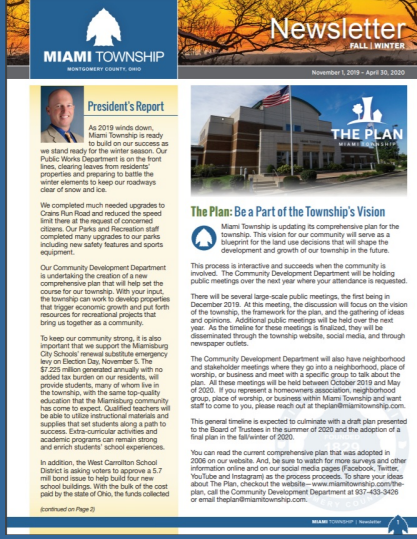 MIAMI TOWNSHIP
MONTGOMERY COUNTY, OHIO
Newsletter
FALL | WINTER
November 1, 2019 – April 30, 2020
President's Report
As 2019 winds down,
Miami Township is ready
to build on our success as
we stand ready for the winter season. Our
Public Works Department is on the front
lines, clearing leaves from residents'
properties and preparing to battle the
winter elements to keep our roadways
clear of snow and ice.
We completed much needed upgrades to
Crains Run Road and reduced the speed
limit there at the request of concerned
citizens. Our Parks and Recreation staff
completed many upgrades to our parks
including new safety features and sports
equipment.
Our Community Development Department
is undertaking the creation of a new
comprehensive plan that will help set the
course for our township. With your input,
the township can work to develop properties
that trigger economic growth and put forth
resources for recreational projects that
bring us together as a community.
To keep our community strong, it is also
important that we support the Miamisburg
City Schools' renewal substitute emergency
levy on Election Day, November 5. The
$7.225 million generated annually with no
added tax burden on our residents, will
provide students, many of whom live in
the township, with the same top-quality
education that the Miamisburg community
has come to expect. Qualified teachers will
be able to utilize instructional materials and
supplies that set students along a path to
success. Extra-curricular activities and
academic programs can remain strong
and enrich students' school experiences.
In addition, the West Carrollton School
District is asking voters to approve a 5.7
mill bond issue to help build four new
school buildings. With the bulk of the cost
paid by the state of Ohio, the funds collected
(continued on Page 2)
THE PLAN
MIAMI TOWNSHIP
The Plan: Be a Part of the Township's Vision
Miami Township is updating its comprehensive plan for the
township. This vision for our community will serve as a
blueprint for the land use decisions that will shape the
development and growth of our township in the future.
This process is interactive and succeeds when the community is
involved. The Community Development Department will be holding
public meetings over the next year where your attendance is requested.
There will be several large-scale public meetings, the first being in
December 2019. At this meeting, the discussion will focus on the vision
of the township, the framework for the plan, and the gathering of ideas
and opinions. Additional public meetings will be held over the next
year. As the timeline for these meetings is finalized, they will be
disseminated through the township website, social media, and through
newspaper outlets.
The Community Development Department will also have neighborhood
and stakeholder meetings where they go into a neighborhood, place of
worship, or business and meet with a specific group to talk about the
plan. All these meetings will be held between October 2019 and May
of 2020. If you represent a homeowners association, neighborhood
group, place of worship, or business within Miami Township and want
staff to come to you, please reach out at theplan@miamitownship.com.
This general timeline is expected to culminate with a draft plan presented
to the Board of Trustees in the summer of 2020 and the adoption of a
final plan in the fall/winter of 2020.
You can read the current comprehensive plan that was adopted in
2006 on our website. And, be sure to watch for more surveys and other
information online and on our social media pages (Facebook, Twitter,
YouTube and Instagram) as the process proceeds. To share your ideas
about The Plan, checkout the website – www.miamitownship.com/the-
plan, call the Community Development Department at 937-433-3426
or email theplan@miamitownship.com.
MIAMI TOWNSHIP | Newsletter
1